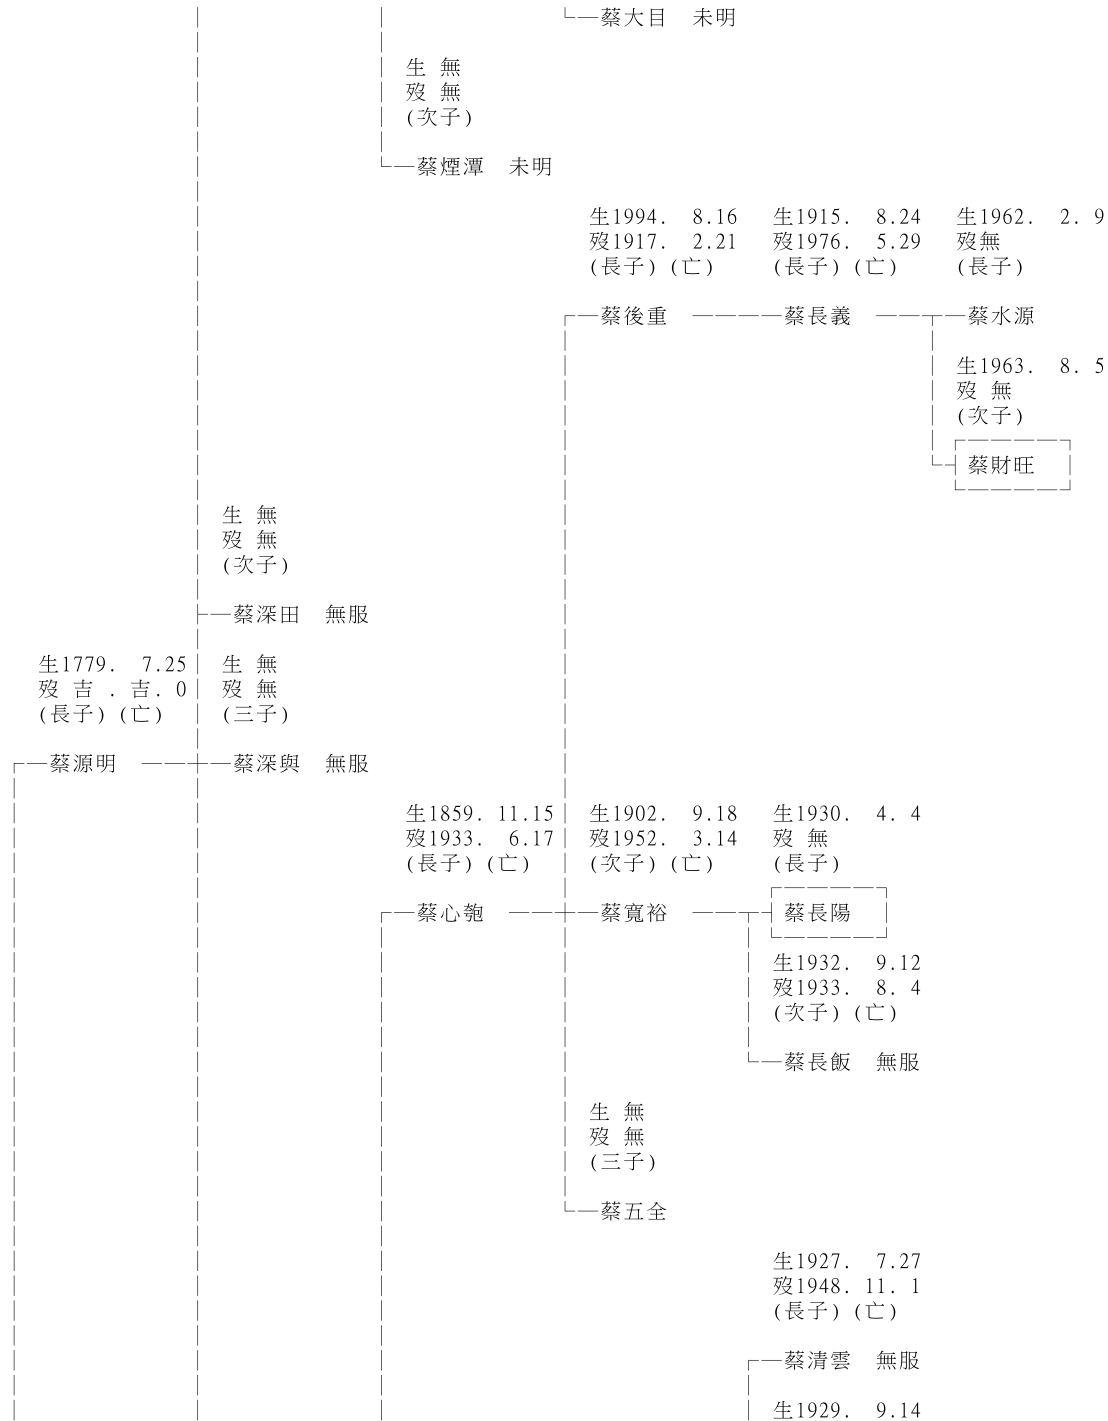 蔡大目 未明
生 無
歿 無
(次子)
蔡煙潭 未明
生1994. 8.16 生1915. 8.24 生1962. 2. 9
歿1917. 2.21 歿1976. 5.29 歿無
(長子)(亡) (長子)(亡) (長子)
蔡後重 蔡長義 蔡水源
生1963. 8. 5
歿 無
(次子)
蔡財旺
生 無
歿 無
(次子)
蔡深田 無服
生1779. 7.25 生 無
歿 吉 . 吉. 0 歿 無
(長子)(亡) (三子)
蔡源明 蔡深與 無服
生1859. 11.15 生1902. 9.18 生1930. 4. 4
歿1933. 6.17 歿1952. 3.14 歿 無
(長子)(亡) (次子)(亡) (長子)
蔡心匏 蔡寬裕 蔡長陽
生1932. 9.12
歿1933. 8. 4
(次子)(亡)
蔡長飯 無服
生 無
歿 無
(三子)
蔡五全
生1927. 7.27
歿1948. 11. 1
(長子)(亡)
蔡清雲 無服
生1929. 9.14